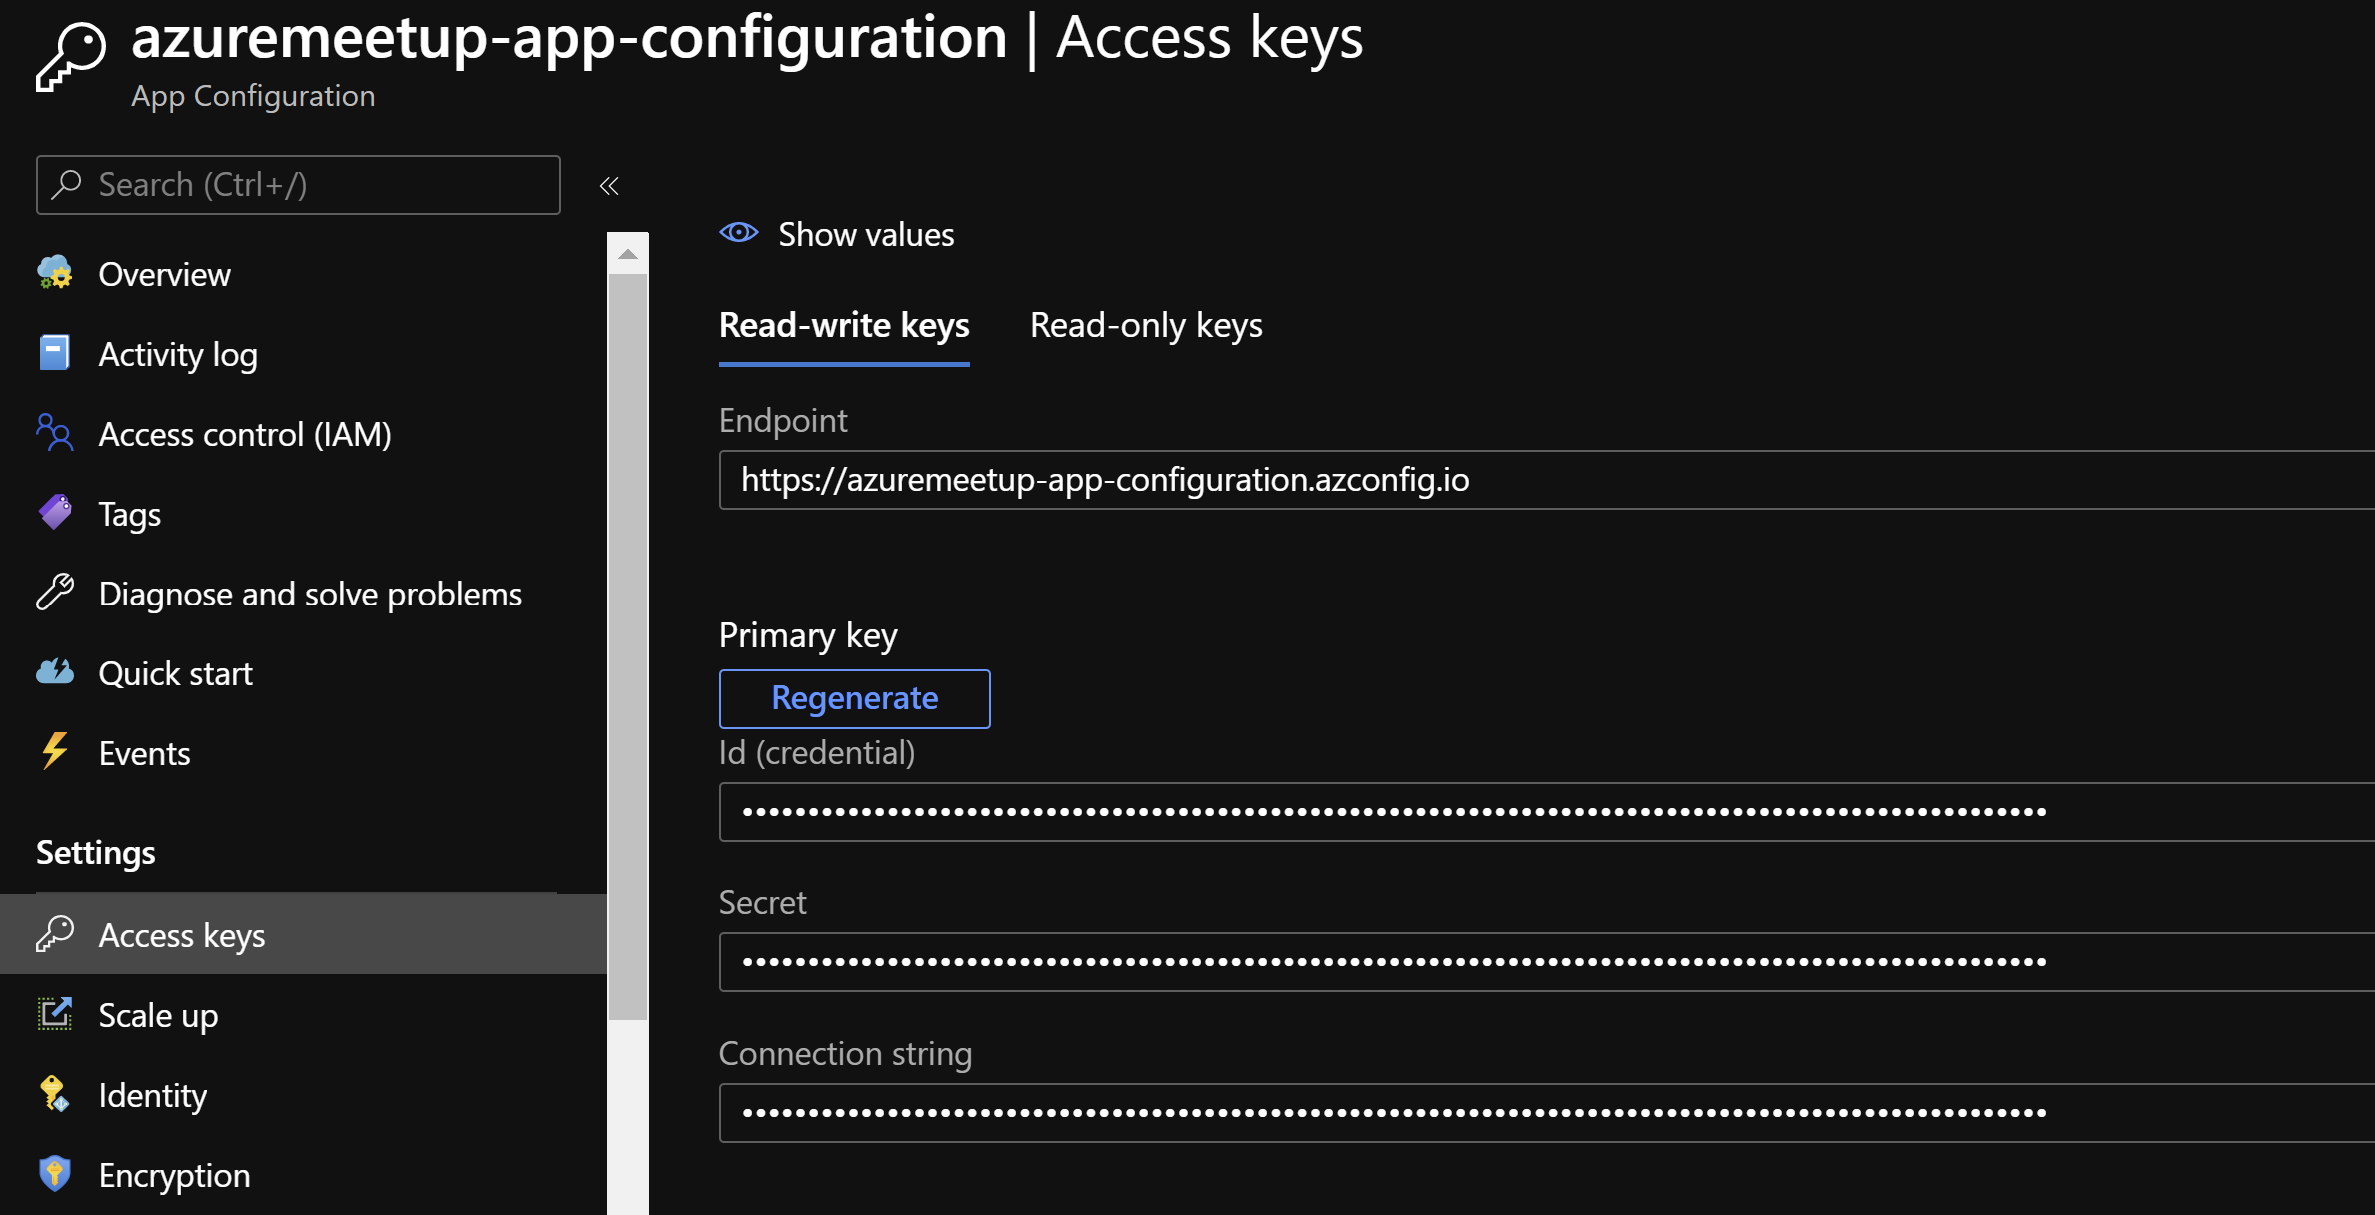 azuremeetup-app-configuration | Access keys
App Configuration
Search (Ctrl+/)
«
Overview
Activity log
Access control (IAM)
Tags
Diagnose and solve problems
Quick start
Events
Settings
Access keys
Scale up
Identity
Encryption
Show values
Read-write keys Read-only keys
Endpoint
https://azuremeetup-app-configuration.azconfig.io
Primary key
Regenerate
Id (credential)
Secret
Connection string